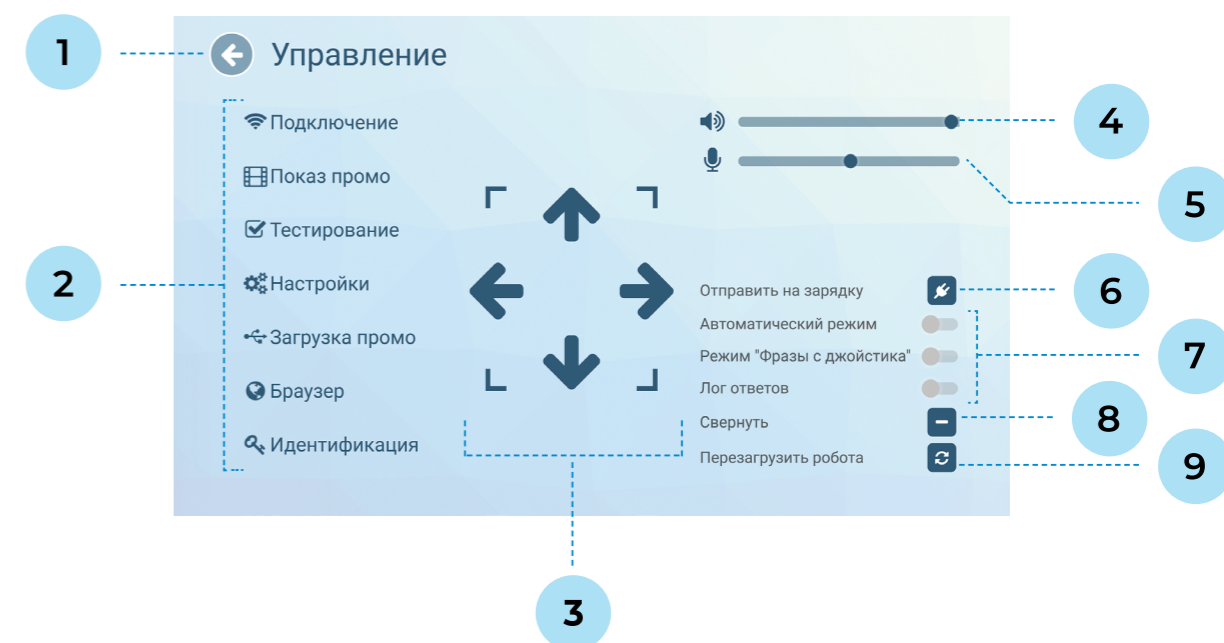 1
Управление
Подключение
Показ промо
Тестирование
Настройки
Загрузка промо
Браузер
Идентификация
2
3
4
5
Отправить на зарядку
6
Автоматический режим
Режим "Фразы с джойстика"
Лог ответов
7
Свернуть
8
Перезагрузить робота
9